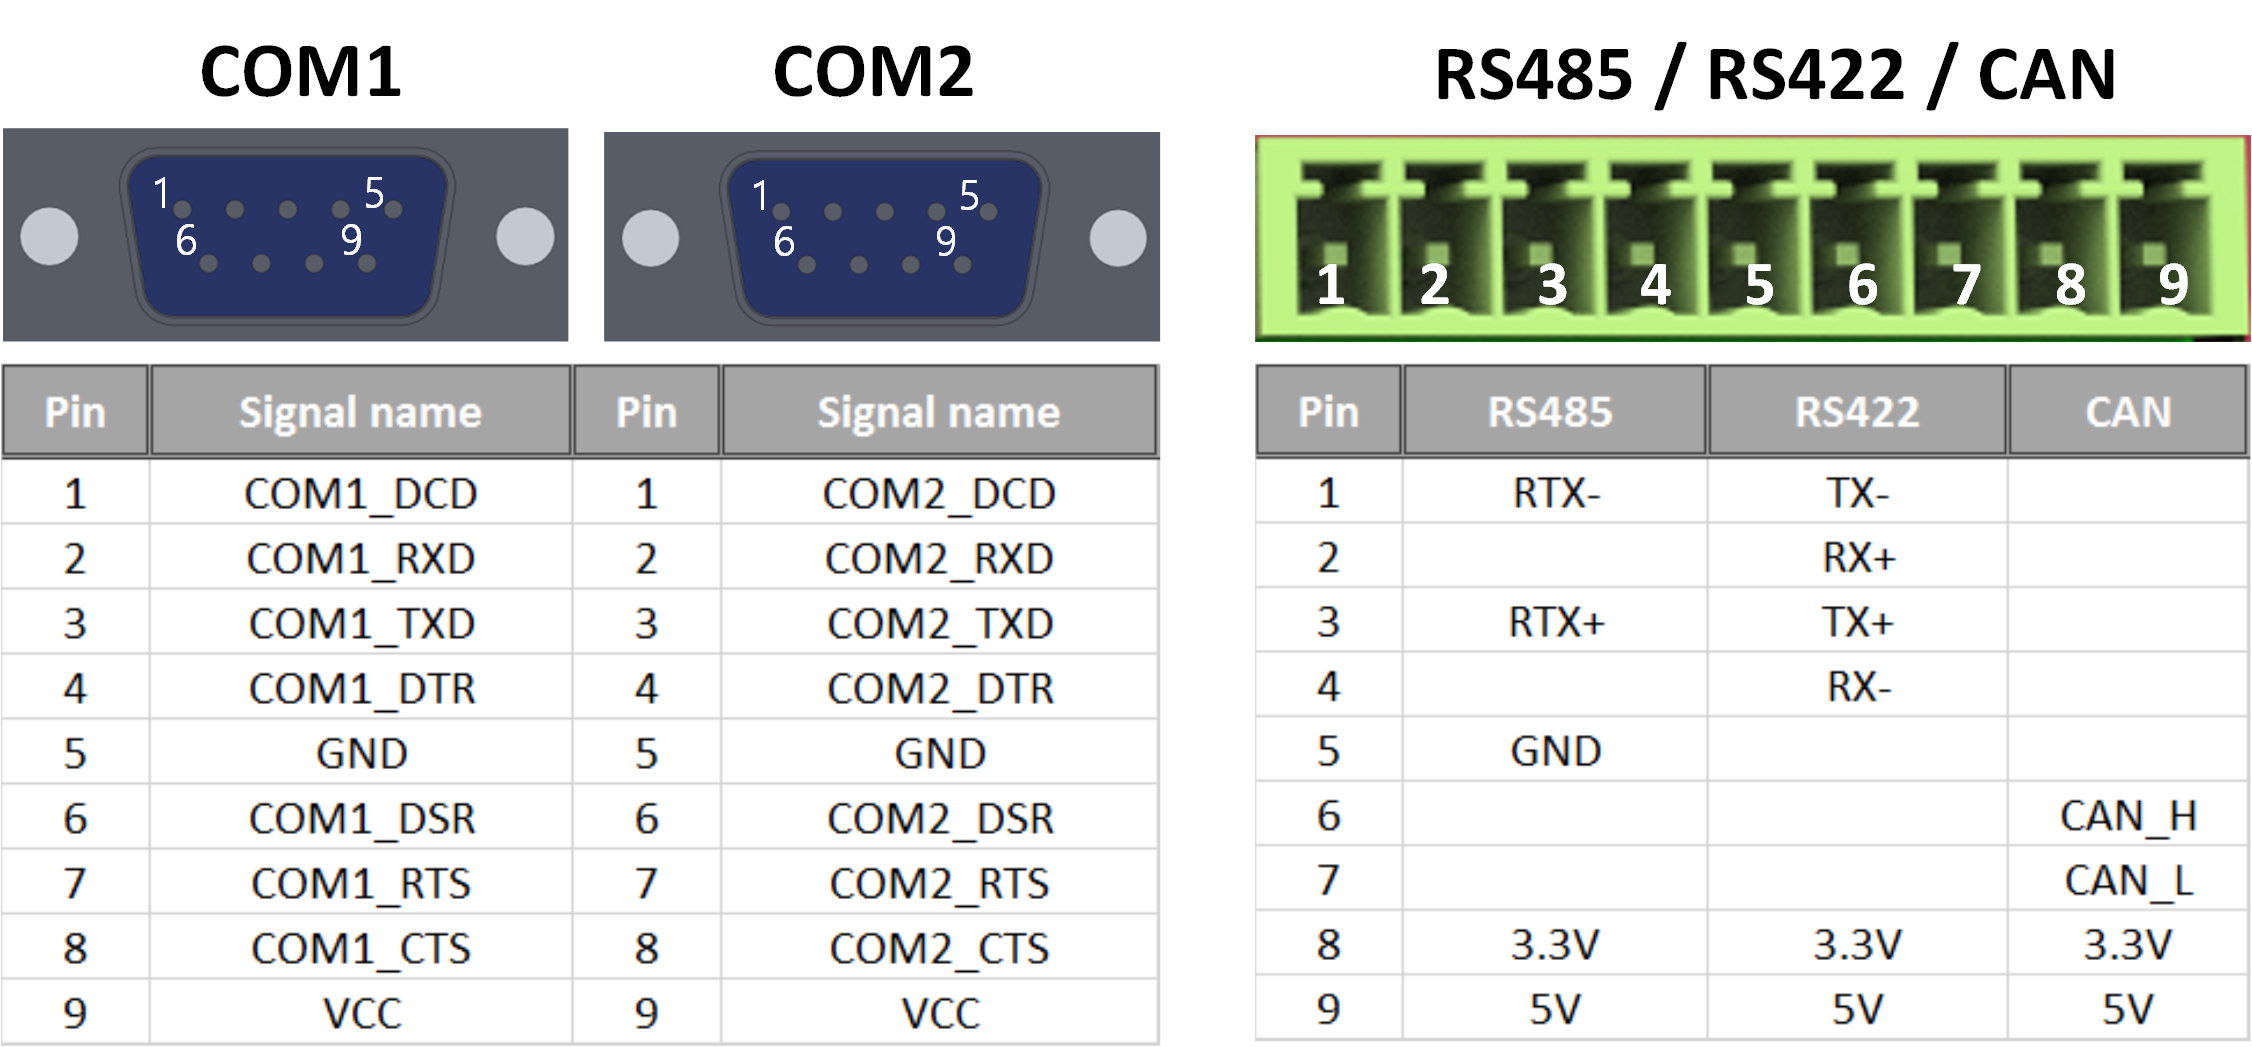 COM1
COM2
RS485 / RS422 / CAN
1 5
6 9
1 5
6 9
1 2 3 4 5 6 7 8 9
Pin Signal name Pin Signal name
1 COM1_DCD 1 COM2_DCD
2 COM1_RXD 2 COM2_RXD
3 COM1_TXD 3 COM2_TXD
4 COM1_DTR 4 COM2_DTR
5 GND 5 GND
6 COM1_DSR 6 COM2_DSR
7 COM1_RTS 7 COM2_RTS
8 COM1_CTS 8 COM2_CTS
9 VCC 9 VCC
Pin RS485 RS422 CAN
1 RTX- TX-
2 RX+
3 RTX+ TX+
4 RX-
5 GND
6 CAN_H
7 CAN_L
8 3.3V 3.3V 3.3V
9 5V 5V 5V